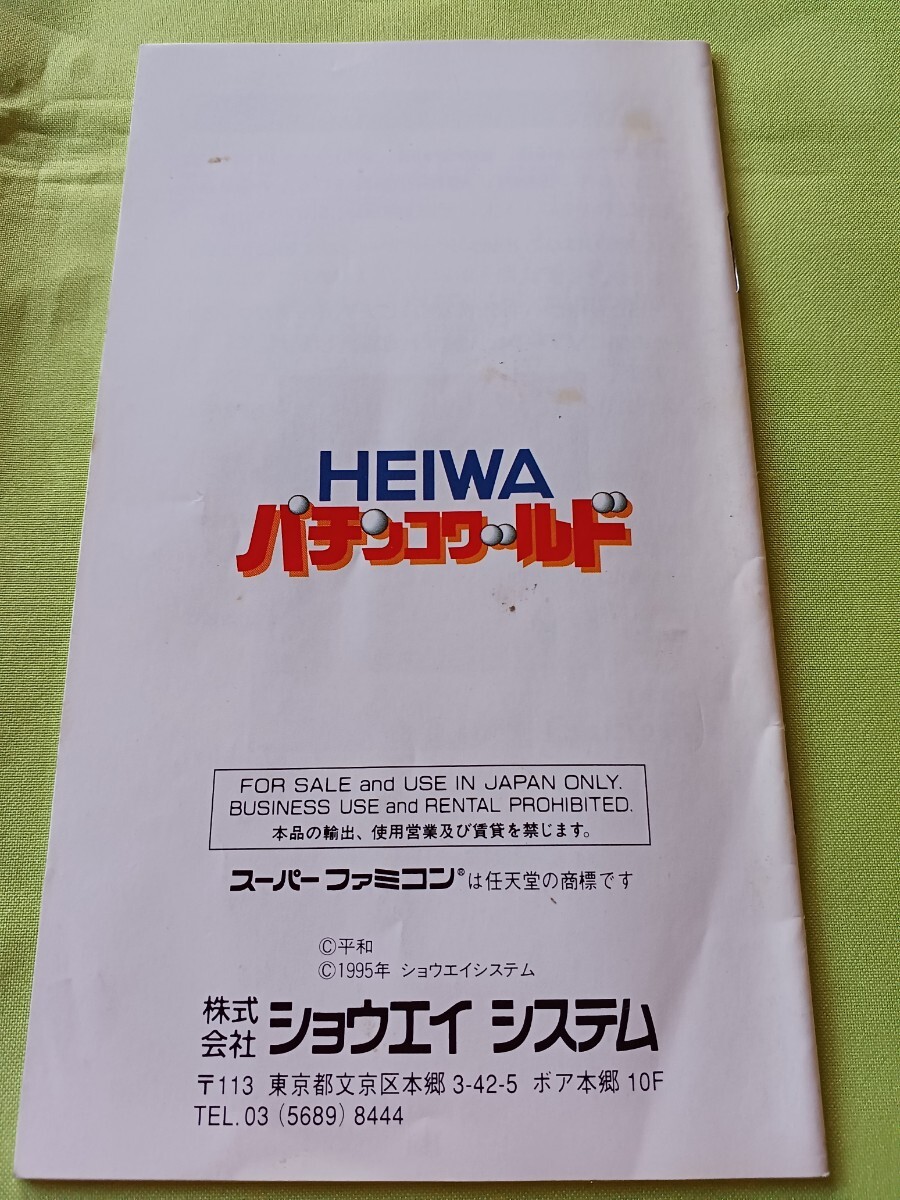 HEIWA
パチンコワールド
FOR SALE and USE IN JAPAN ONLY.
BUSINESS USE and RENTAL PROHIBITED.
本品の輸出、使用営業及び賃貸を禁じます。
スーパーファミコン®は任天堂の商標です
©平和
©1995年 ショウエイシステム
株式会社 ショウエイ システム
〒113 東京都文京区本郷 3-42-5 ボア本郷 10F
TEL. 03 (5689) 8444